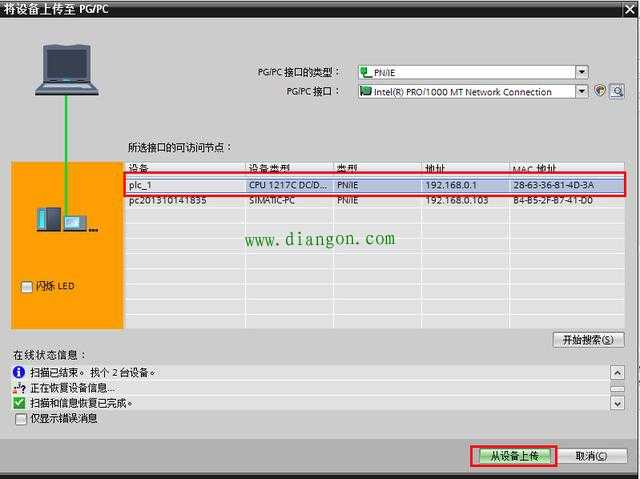 将设备上传至 PG/PC
PG/PC 接口的类型： PN/IE
PG/PC 接口： Intel(R) PRO/1000 MT Network Connection
所选接口的可访问节点：
设备 设备类型 类型 地址 MAC 地址
plc_1 CPU 1217C DC/D... PN/IE 192.168.0.1 28-63-36-81-4D-3A
pc201310141835 SIMATIC-PC PN/IE 192.168.0.103 B4-B5-2F-B7-41-D0
www.diangon.com
闪烁 LED
开始搜索(S)
在线状态信息：
扫描已结束。 找个 2 台设备。
正在恢复设备信息...
扫描和信息恢复已完成。
仅显示错误消息
从设备上传 取消(C)